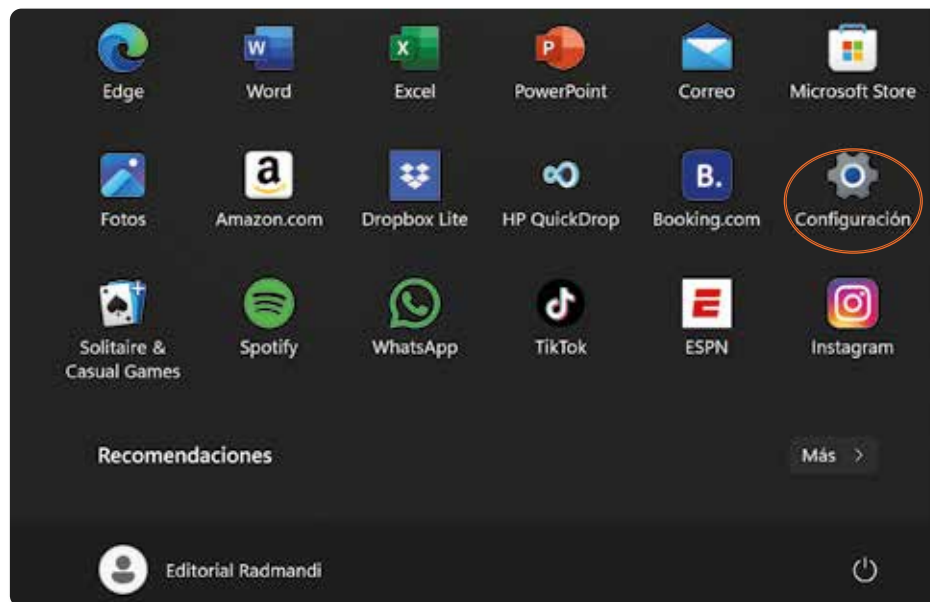 Edge
Word
Excel
PowerPoint
Correo
Microsoft Store
Fotos
Amazon.com
Dropbox Lite
HP QuickDrop
Booking.com
Configuración
Solitaire &
Casual Games
Spotify
WhatsApp
TikTok
ESPN
Instagram
Recomendaciones
Más
Editorial Radmandi